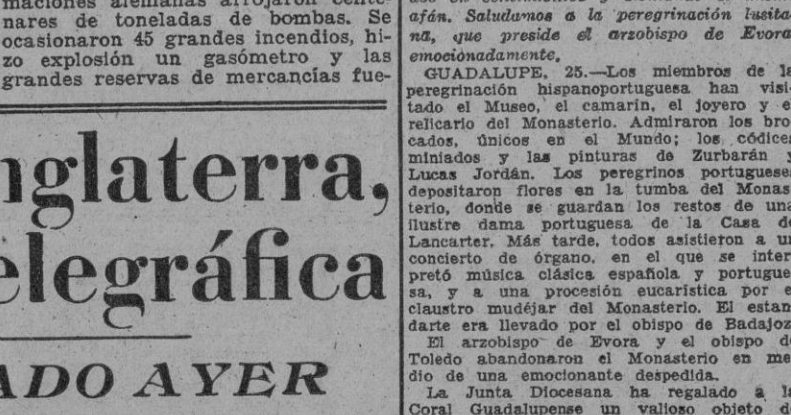 maciones alemanas arrojaron cente-
nares de toneladas de bombas. Se
ocasionaron 45 grandes incendios, hi-
zo explosión un gasómetro y las
grandes reservas de mercancías fue-
nglaterra,
elegráfica
ADO AYER
afán. Saludamos a la peregrinación lusita-
na, que preside el arzobispo de Evora
emocionadamente.
GUADALUPE, 25.—Los miembros de la
peregrinación hispanoportuguesa han visi-
tado el Museo, el camarín, el joyero y el
relicario del Monasterio. Admiraron los bro-
cados, únicos en el Mundo; los códices
miniados y las pinturas de Zurbarán y
Lucas Jordán. Los peregrinos portugueses
depositaron flores en la tumba del Monas-
terio, donde se guardan los restos de una
ilustre dama portuguesa de la Casa de
Lancarter. Más tarde, todos asistieron a un
concierto de órgano, en el que se inter-
pretó música clásica española y portugue-
sa, y a una procesión eucarística por el
claustro mudéjar del Monasterio. El estan-
darte era llevado por el obispo de Badajoz.
El arzobispo de Evora y el obispo de
Toledo abandonaron el Monasterio en me-
dio de una emocionante despedida.
La Junta Diocesana ha regalado a la
Coral Guadalupense un valioso objeto de